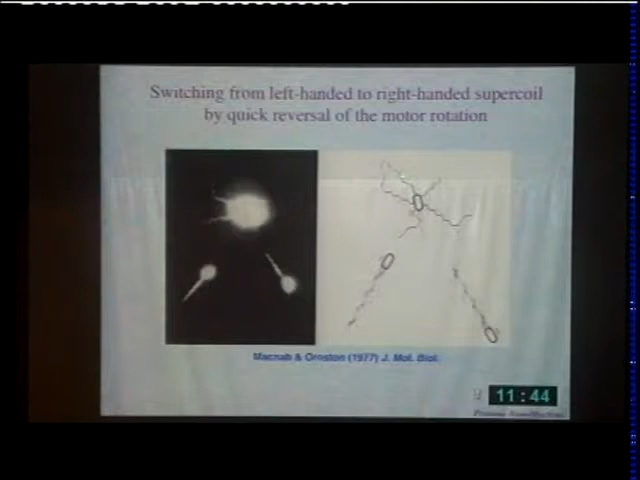 Switching from left-handed to right-handed supercoil
by quick reversal of the motor rotation
Macnab & Ornston (1977) J. Mol. Biol.
11:44